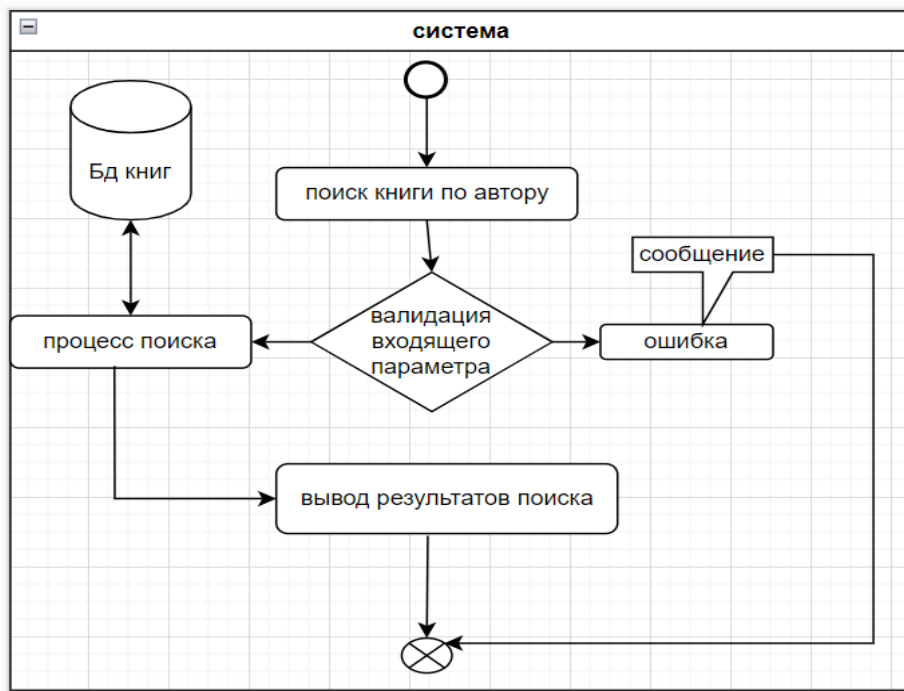 система
Бд книг
поиск книги по автору
сообщение
процесс поиска
валидация
входящего
параметра
ошибка
вывод результатов поиска